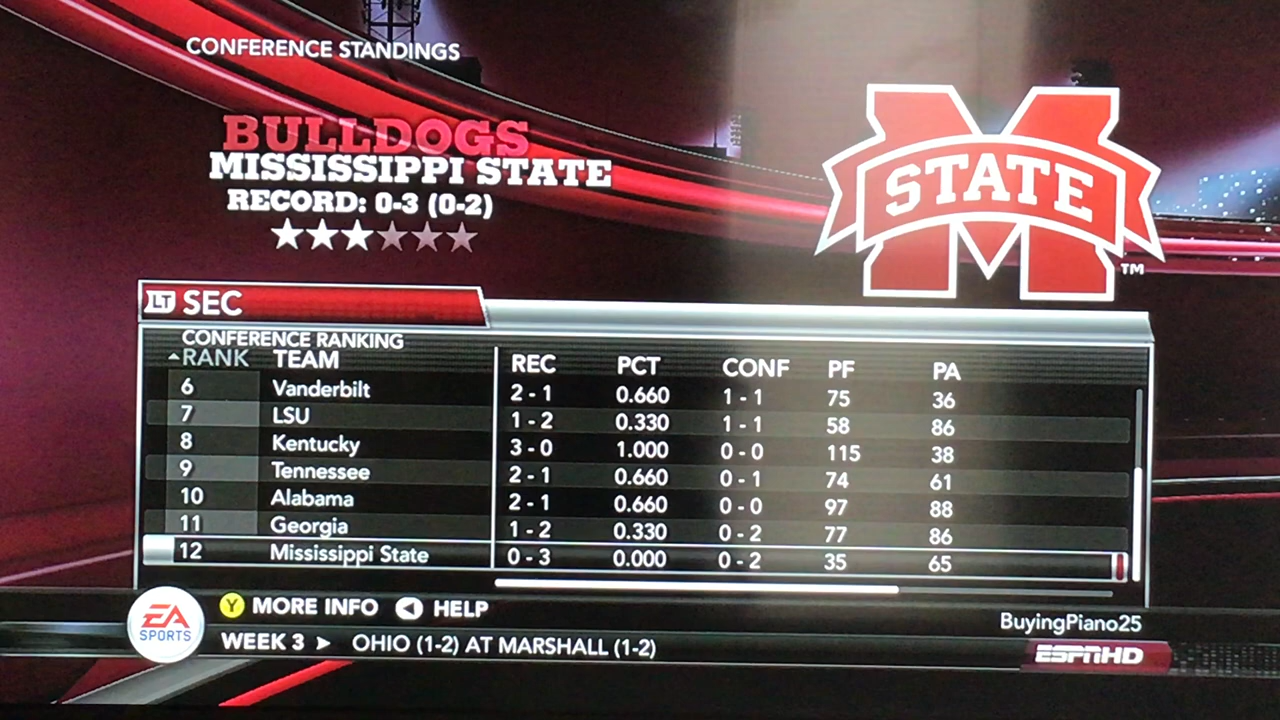 CONFERENCE STANDINGS
BULLDOGS
MISSISSIPPI STATE
RECORD: 0-3 (0-2)
STATE
TM
LT SEC
CONFERENCE RANKING
RANK TEAM REC PCT CONF PF PA
6 Vanderbilt 2 - 1 0.660 1 - 1 75 36
7 LSU 1 - 2 0.330 1 - 1 58 86
8 Kentucky 3 - 0 1.000 0 - 0 115 38
9 Tennessee 2 - 1 0.660 0 - 1 74 61
10 Alabama 2 - 1 0.660 0 - 0 97 88
11 Georgia 1 - 2 0.330 0 - 2 77 86
12 Mississippi State 0 - 3 0.000 0 - 2 35 65
Y MORE INFO HELP
BuyingPiano25
EA SPORTS
WEEK 3 OHIO (1-2) AT MARSHALL (1-2)
ESPN HD